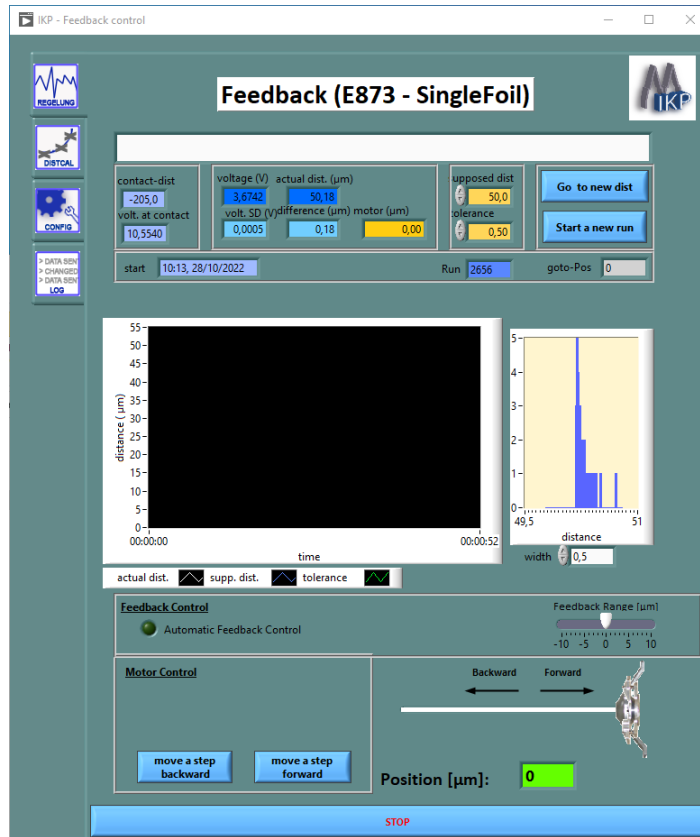 IKP - Feedback control
REGELUNG
Feedback (E873 - SingleFoil)
IKP
DISTCAL
contact-dist
-205,0
volt. at contact
10,5540
voltage (V) actual dist. (µm)
3,6742 50,18
volt. SD (V) difference (µm) motor (µm)
0,0005 0,18 0,00
upposed dist
50,0
tolerance
0,50
Go to new dist
Start a new run
CONFIG
> DATA SEN
> CHANGED
> DATA SEN
LOG
start 10:13, 28/10/2022 Run 2656 goto-Pos 0
55
50
45
40
35
30
25
20
15
10
5
0
distance (µm)
00:00:00 00:00:52
time
5
4
3
2
1
0
49,5 51
distance
width 0,5
actual dist. supp. dist. tolerance
Feedback Control
Automatic Feedback Control
Feedback Range [µm]
-10 -5 0 5 10
Motor Control
Backward Forward
move a step backward
move a step forward
Position [µm]: 0
STOP